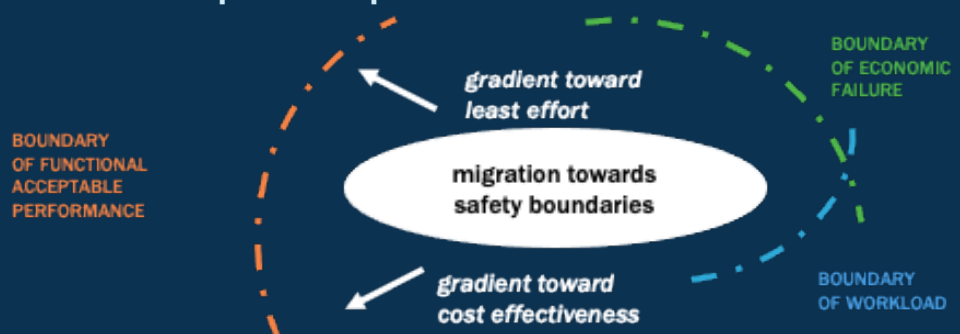 BOUNDARY
OF ECONOMIC
FAILURE
gradient toward
least effort
BOUNDARY
OF FUNCTIONAL
ACCEPTABLE
PERFORMANCE
migration towards
safety boundaries
gradient toward
cost effectiveness
BOUNDARY
OF WORKLOAD